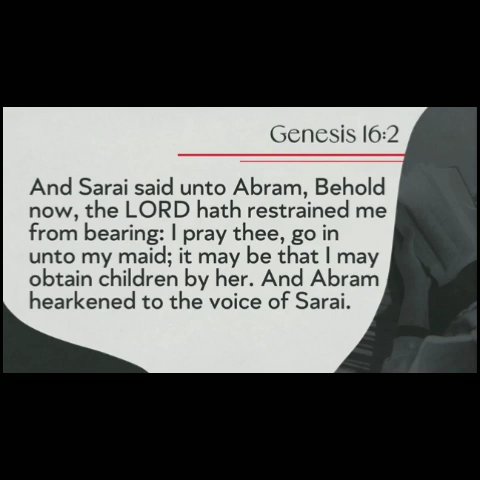 Genesis 16:2
And Sarai said unto Abram, Behold
now, the LORD hath restrained me
from bearing: I pray thee, go in
unto my maid; it may be that I may
obtain children by her. And Abram
hearkened to the voice of Sarai.